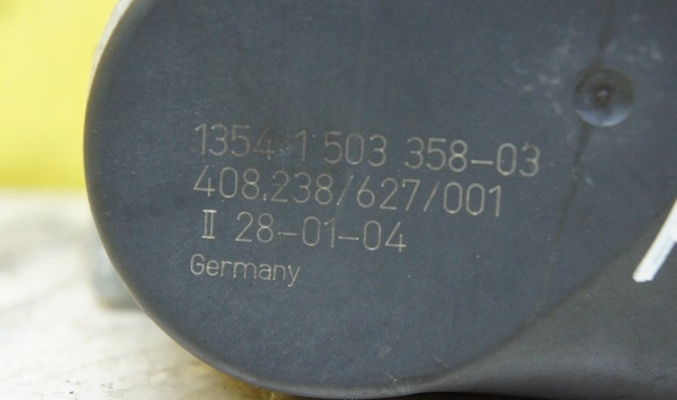 1354 1 503 358-03
408.238/627/001
II 28-01-04
Germany